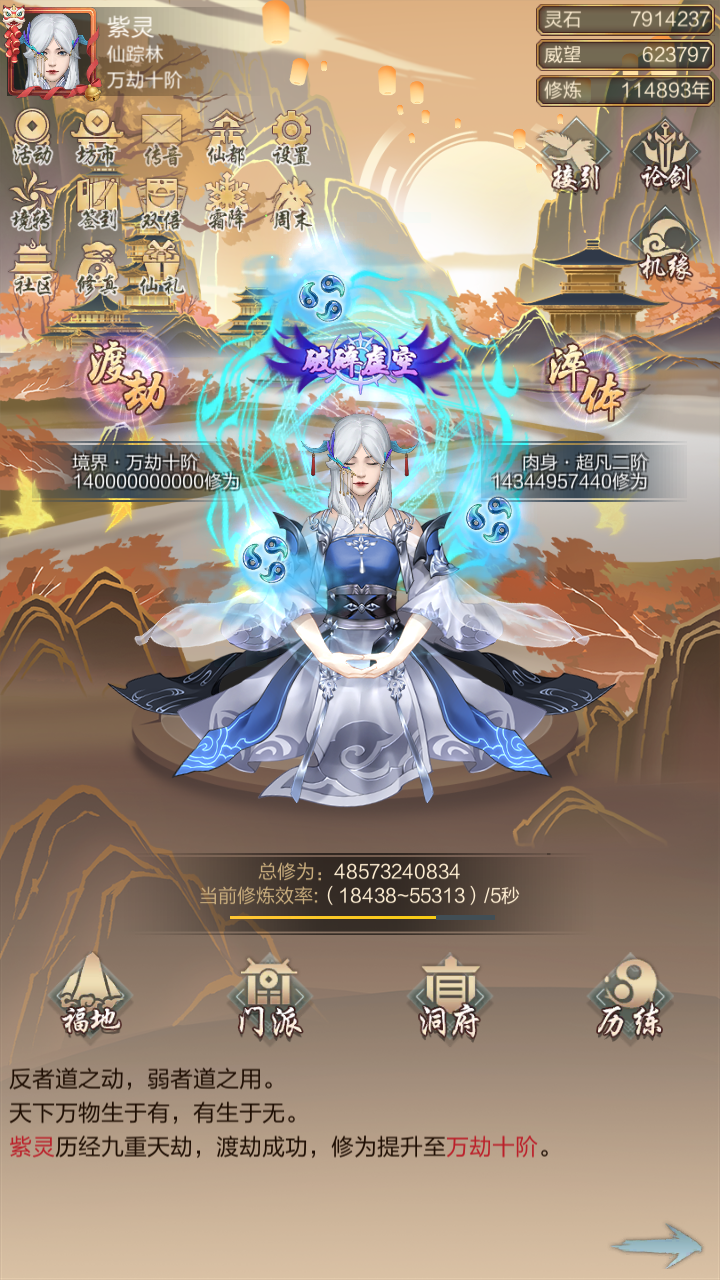 紫灵
仙踪林
万劫十阶
灵石 7914237
威望 623797
修炼 114893年
活动 坊市 传音 仙都 设置
境转 签到 双倍 霜降 周末
社区 修真 仙礼
接引 论剑
机缘
渡劫
破碎虚空
淬体
境界·万劫十阶
140000000000修为
肉身·超凡二阶
14344957440修为
总修为：48573240834
当前修炼效率:（18438~55313）/5秒
福地 门派 洞府 历练
反者道之动，弱者道之用。
天下万物生于有，有生于无。
紫灵历经九重天劫，渡劫成功，修为提升至万劫十阶。